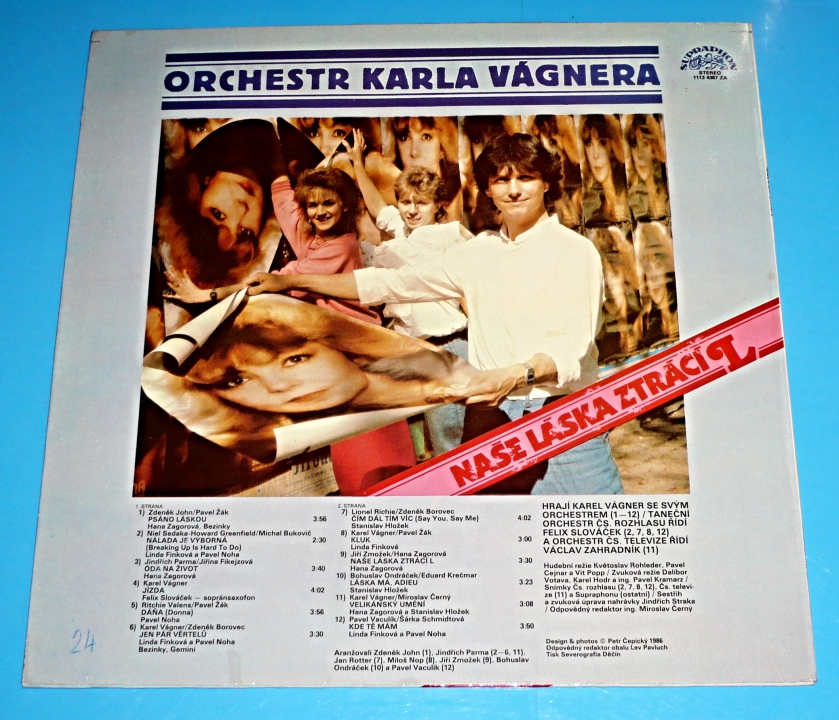 ORCHESTR KARLA VÁGNERA
SUPRAPHON
STEREO
1113 4367 ZA
NAŠE LÁSKA ZTRÁCÍ L
1. STRANA
1) Zdeněk John/Pavel Žák
PSÁNO LÁSKOU 3:56
Hana Zagorová, Bezinky
2) Niel Sedaka-Howard Greenfield/Michal Bukovič
NÁLADA JE VÝBORNÁ 2:30
(Breaking Up Is Hard To Do)
Linda Finková a Pavel Noha
3) Jindřich Parma/Jiřina Fikejzová
ÓDA NA ŽIVOT 3:40
Hana Zagorová
4) Karel Vágner
JÍZDA 4:02
Felix Slováček — sopránsaxofon
5) Ritchie Valens/Pavel Žák
DÁŇA (Donna) 3:56
Pavel Noha
6) Karel Vágner/Zdeněk Borovec
JEN PÁR VĚRTELŮ 3:30
Linda Finková a Pavel Noha
Bezinky, Gemini
2. STRANA
7) Lionel Richie/Zdeněk Borovec
ČÍM DÁL TÍM VÍC (Say You, Say Me) 4:02
Stanislav Hložek
8) Karel Vágner/Pavel Žák
KLUK 3:00
Linda Finková
9) Jiří Zmožek/Hana Zagorová
NAŠE LÁSKA ZTRÁCÍ L 3:30
Hana Zagorová
10) Bohuslav Ondráček/Eduard Krečmar
LÁSKA MÁ, ADIEU 3:23
Stanislav Hložek
11) Karel Vágner/Miroslav Černý
VELIKÁNSKÝ UMĚNÍ 3:08
Hana Zagorová a Stanislav Hložek
12) Pavel Vaculík/Šárka Schmidtová
KDE TĚ MÁM 3:50
Linda Finková a Pavel Noha
Aranžovali Zdeněk John (1), Jindřich Parma (2—6, 11),
Jan Rotter (7), Miloš Nop (8), Jiří Zmožek (9), Bohuslav
Ondráček (10) a Pavel Vaculík (12)
HRAJÍ KAREL VÁGNER SE SVÝM
ORCHESTREM (1—12) / TANEČNÍ
ORCHESTR ČS. ROZHLASU ŘÍDÍ
FELIX SLOVÁČEK (2, 7, 8, 12)
A ORCHESTR ČS. TELEVIZE ŘÍDÍ
VÁCLAV ZAHRADNÍK (11)
Hudební režie Květoslav Rohleder, Pavel
Cejnar a Vít Popp / Zvuková režie Dalibor
Votava, Karel Hodr a ing. Pavel Kramarz /
Snímky Čs. rozhlasu (2, 7, 8, 12), Čs. televi-
ze (11) a Supraphonu (ostatní) / Sestřih
a zvuková úprava nahrávky Jindřich Straka
/ Odpovědný redaktor ing. Miroslav Černý
Design & photos © Petr Čepický 1986
Odpovědný redaktor obalu Lev Pavluch
Tisk Severografia Děčín
24